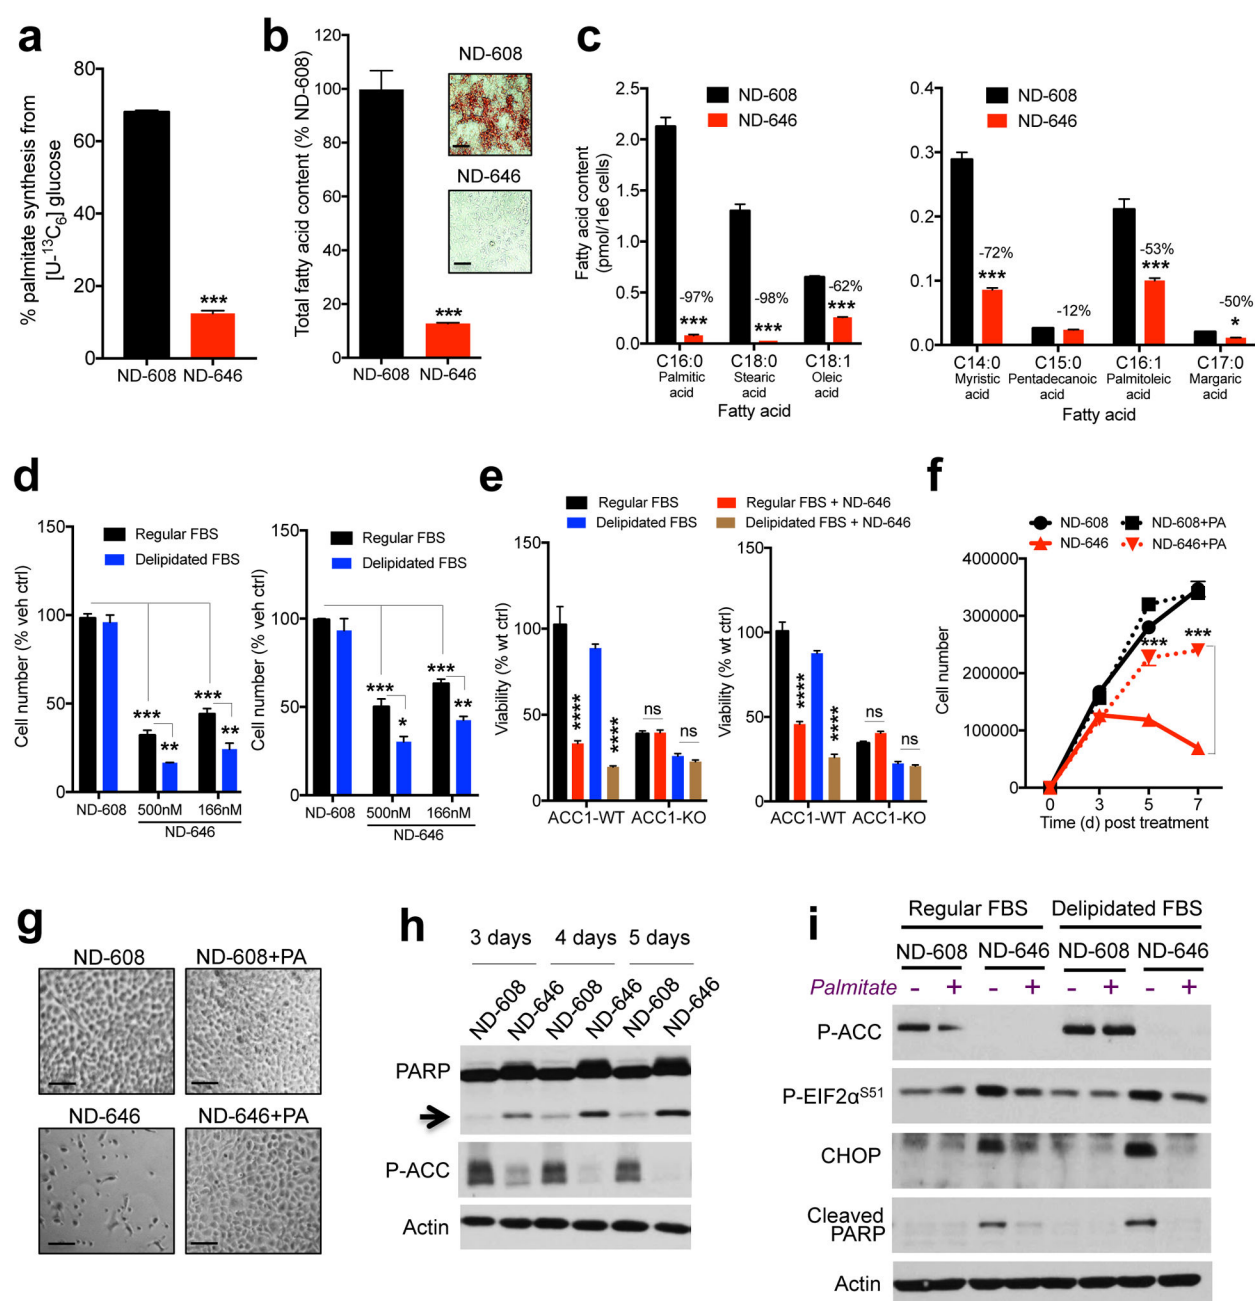 a
% palmitate synthesis from
[U-¹³C₆] glucose
80
60
40
20
0
***
ND-608 ND-646
b
Total fatty acid content (% ND-608)
120
100
80
60
40
20
0
***
ND-608 ND-646
ND-608
ND-646
c
Fatty acid content
(pmol/1e6 cells)
2.5
2.0
1.5
1.0
0.5
0.0
ND-608
ND-646
-97%
***
-98%
***
-62%
***
C16:0 C18:0 C18:1
Palmitic acid
Stearic acid
Oleic acid
Fatty acid
0.4
0.3
0.2
0.1
0.0
ND-608
ND-646
-72%
***
-12%
-53%
***
-50%
*
C14:0 C15:0 C16:1 C17:0
Myristic acid
Pentadecanoic acid
Palmitoleic acid
Margaric acid
Fatty acid
d
Cell number (% veh ctrl)
150
100
50
0
Regular FBS
Delipidated FBS
***
**
***
**
ND-608 500nM 166nM
ND-646
Cell number (% veh ctrl)
150
100
50
0
Regular FBS
Delipidated FBS
***
*
***
**
ND-608 500nM 166nM
ND-646
e
Regular FBS
Regular FBS + ND-646
Delipidated FBS
Delipidated FBS + ND-646
Viability (% wt ctrl)
150
100
50
0
****
****
ns
ns
ACC1-WT ACC1-KO
Viability (% wt ctrl)
150
100
50
0
****
****
ns
ns
ACC1-WT ACC1-KO
f
ND-608
ND-608+PA
ND-646
ND-646+PA
Cell number
400000
300000
200000
100000
0
***
***
0 3 5 7
Time (d) post treatment
g
ND-608
ND-608+PA
ND-646
ND-646+PA
h
3 days 4 days 5 days
ND-608 ND-646 ND-608 ND-646 ND-608 ND-646
PARP
P-ACC
Actin
i
Regular FBS Delipidated FBS
ND-608 ND-646 ND-608 ND-646
Palmitate - + - + - + - +
P-ACC
P-EIF2αS51
CHOP
Cleaved
PARP
Actin